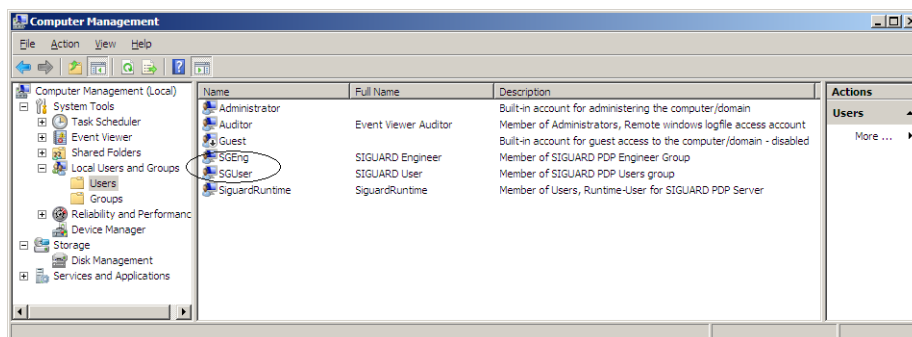 Computer Management
File Action View Help
Computer Management (Local)
System Tools
Task Scheduler
Event Viewer
Shared Folders
Local Users and Groups
Users
Groups
Reliability and Performanc
Device Manager
Storage
Disk Management
Services and Applications
Name Full Name Description
Administrator Built-in account for administering the computer/domain
Auditor Event Viewer Auditor Member of Administrators, Remote windows logfile access account
Guest Built-in account for guest access to the computer/domain - disabled
SGEng SIGUARD Engineer Member of SIGUARD PDP Engineer Group
SGUser SIGUARD User Member of SIGUARD PDP Users group
SiguardRuntime SiguardRuntime Member of Users, Runtime-User for SIGUARD PDP Server
Actions
Users
More ...